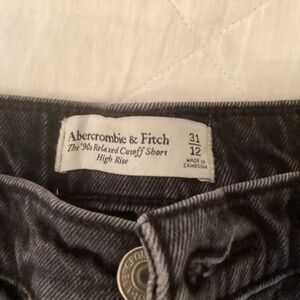 Abercrombie & Fitch
The '90s Relaxed Cutoff Short
High Rise
31
12
MADE IN
CAMBODIA